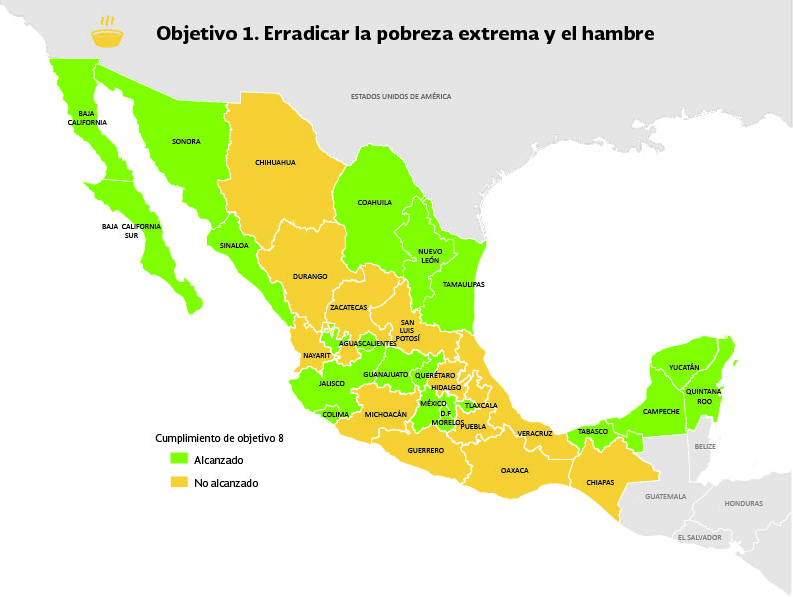 Objetivo 1. Erradicar la pobreza extrema y el hambre
ESTADOS UNIDOS DE AMÉRICA
BAJA
CALIFORNIA
SONORA
CHIHUAHUA
COAHUILA
BAJA CALIFORNIA
SUR
SINALOA
NUEVO
LEÓN
DURANGO
TAMAULIPAS
ZACATECAS
SAN
LUIS
POTOSÍ
AGUASCALIENTES
NAYARIT
YUCATÁN
JALISCO
GUANAJUATO
QUERÉTARO
HIDALGO
QUINTANA
ROO
COLIMA
MICHOACÁN
MÉXICO
D.F
MORELOS
TLAXCALA
PUEBLA
CAMPECHE
VERACRUZ
TABASCO
GUERRERO
OAXACA
CHIAPAS
BELIZE
GUATEMALA
HONDURAS
EL SALVADOR
Cumplimiento de objetivo 8
Alcanzado
No alcanzado